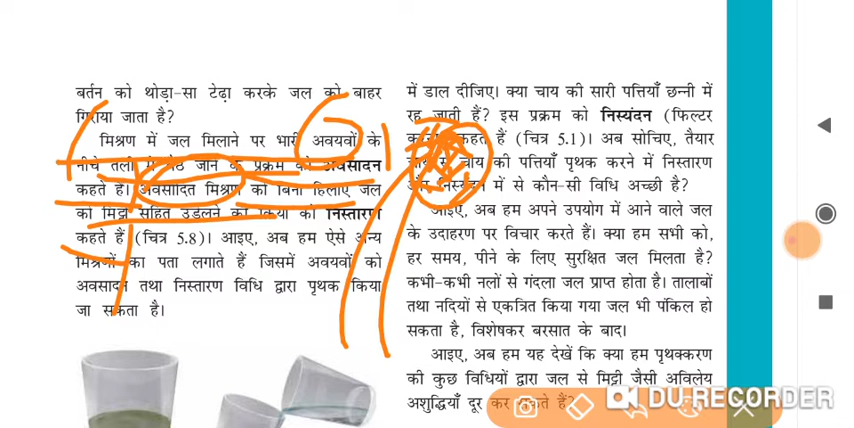 बर्तन को थोड़ा-सा टेढ़ा करके जल को बाहर
गिराया जाता है?
मिश्रण में जल मिलाने पर भारी अवयवों के
नीचे तली में बैठ जाने के प्रक्रम को अवसादन
कहते हैं। अवसादित मिश्रण को बिना हिलाए जल
को मिट्टी सहित उड़ेलने की क्रिया को निस्तारण
कहते हैं (चित्र 5.8)। आइए, अब हम ऐसे अन्य
मिश्रणों का पता लगाते हैं जिसमें अवयवों को
अवसादन तथा निस्तारण विधि द्वारा पृथक किया
जा सकता है।
में डाल दीजिए। क्या चाय की सारी पत्तियाँ छन्नी में
रह जाती हैं? इस प्रक्रम को निस्यंदन (फिल्टर
कहते हैं (चित्र 5.1)। अब सोचिए, तैयार
चाय की पत्तियाँ पृथक करने में निस्तारण
और निस्यंदन में से कौन-सी विधि अच्छी है?
आइए, अब हम अपने उपयोग में आने वाले जल
के उदाहरण पर विचार करते हैं। क्या हम सभी को,
हर समय, पीने के लिए सुरक्षित जल मिलता है?
कभी-कभी नलों से गंदला जल प्राप्त होता है। तालाबों
तथा नदियों से एकत्रित किया गया जल भी पंकिल हो
सकता है, विशेषकर बरसात के बाद।
आइए, अब हम यह देखें कि क्या हम पृथक्करण
की कुछ विधियों द्वारा जल से मिट्टी जैसी अविलेय
अशुद्धियाँ दूर कर सकते हैं?
DU RECORDER